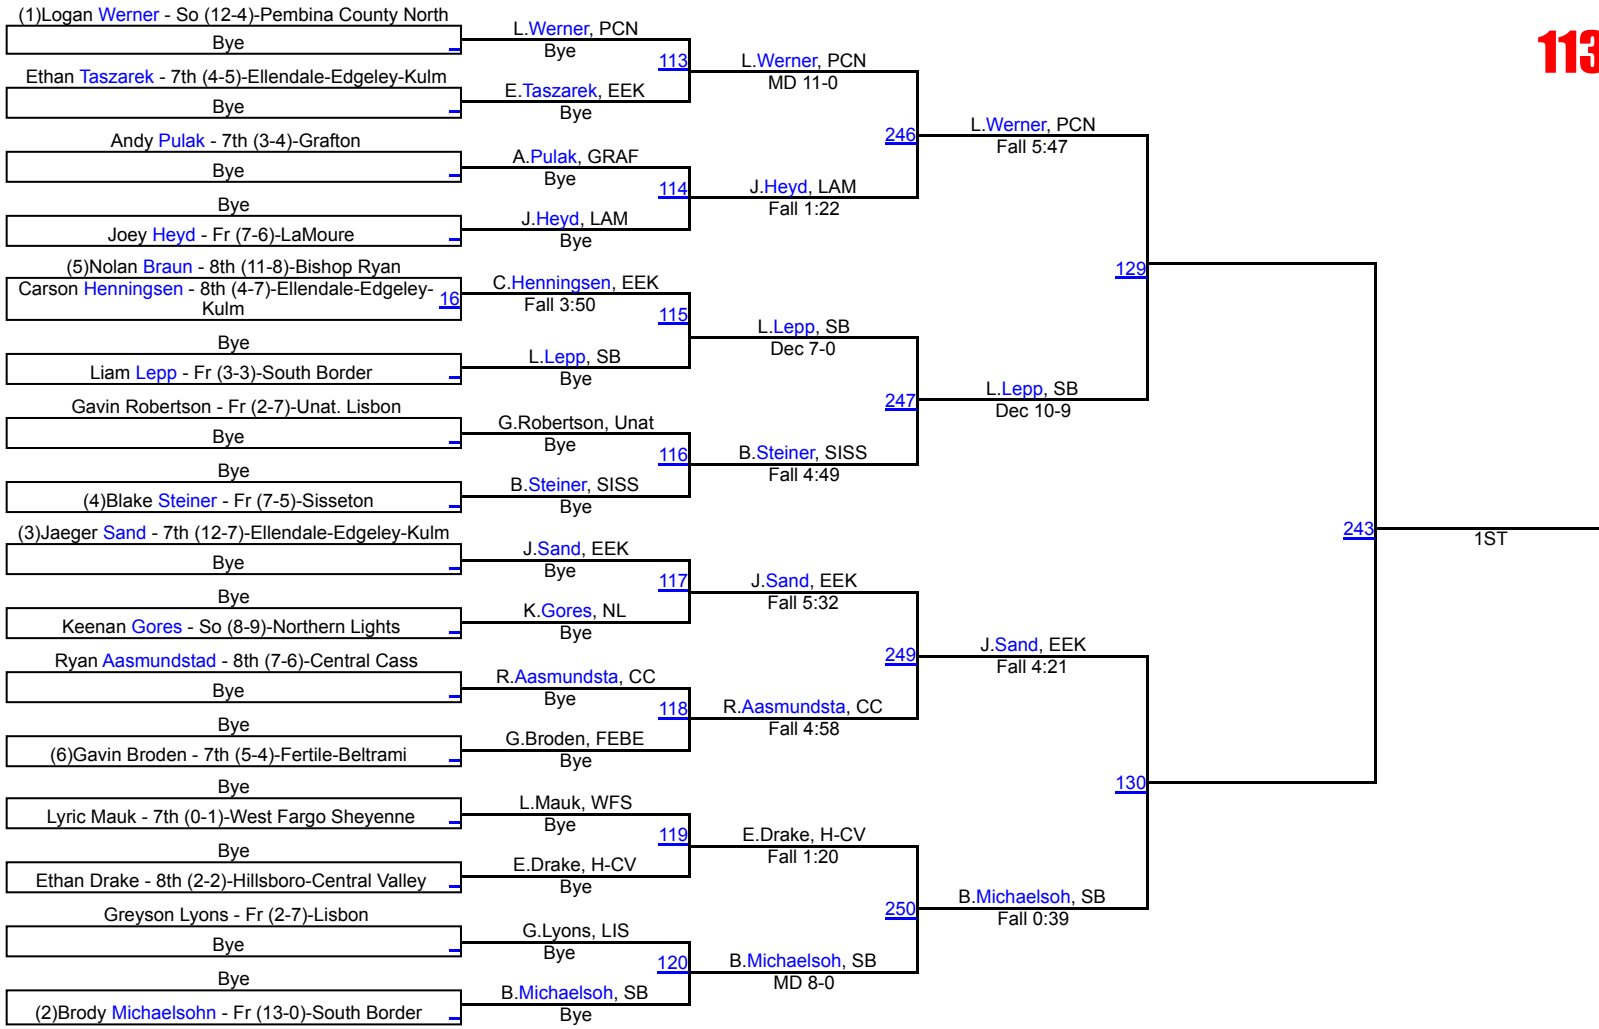 113
(1)Logan Werner - So (12-4)-Pembina County North
Bye
Ethan Taszarek - 7th (4-5)-Ellendale-Edgeley-Kulm
Bye
Andy Pulak - 7th (3-4)-Grafton
Bye
Bye
Joey Heyd - Fr (7-6)-LaMoure
(5)Nolan Braun - 8th (11-8)-Bishop Ryan
Carson Henningsen - 8th (4-7)-Ellendale-Edgeley-
Kulm
16
Bye
Liam Lepp - Fr (3-3)-South Border
Gavin Robertson - Fr (2-7)-Unat. Lisbon
Bye
Bye
(4)Blake Steiner - Fr (7-5)-Sisseton
(3)Jaeger Sand - 7th (12-7)-Ellendale-Edgeley-Kulm
Bye
Bye
Keenan Gores - So (8-9)-Northern Lights
Ryan Aasmundstad - 8th (7-6)-Central Cass
Bye
Bye
(6)Gavin Broden - 7th (5-4)-Fertile-Beltrami
Bye
Lyric Mauk - 7th (0-1)-West Fargo Sheyenne
Bye
Ethan Drake - 8th (2-2)-Hillsboro-Central Valley
Greyson Lyons - Fr (2-7)-Lisbon
Bye
Bye
(2)Brody Michaelsohn - Fr (13-0)-South Border
L.Werner, PCN
Bye
113
E.Taszarek, EEK
Bye
A.Pulak, GRAF
Bye
114
J.Heyd, LAM
Bye
C.Henningsen, EEK
Fall 3:50
115
L.Lepp, SB
Bye
G.Robertson, Unat
Bye
116
B.Steiner, SISS
Bye
J.Sand, EEK
Bye
117
K.Gores, NL
Bye
R.Aasmundsta, CC
Bye
118
G.Broden, FEBE
Bye
L.Mauk, WFS
Bye
119
E.Drake, H-CV
Bye
G.Lyons, LIS
Bye
120
B.Michaelsoh, SB
Bye
L.Werner, PCN
MD 11-0
246
J.Heyd, LAM
Fall 1:22
L.Lepp, SB
Dec 7-0
247
B.Steiner, SISS
Fall 4:49
J.Sand, EEK
Fall 5:32
249
R.Aasmundsta, CC
Fall 4:58
E.Drake, H-CV
Fall 1:20
250
B.Michaelsoh, SB
MD 8-0
L.Werner, PCN
Fall 5:47
129
L.Lepp, SB
Dec 10-9
J.Sand, EEK
Fall 4:21
130
B.Michaelsoh, SB
Fall 0:39
243
1ST